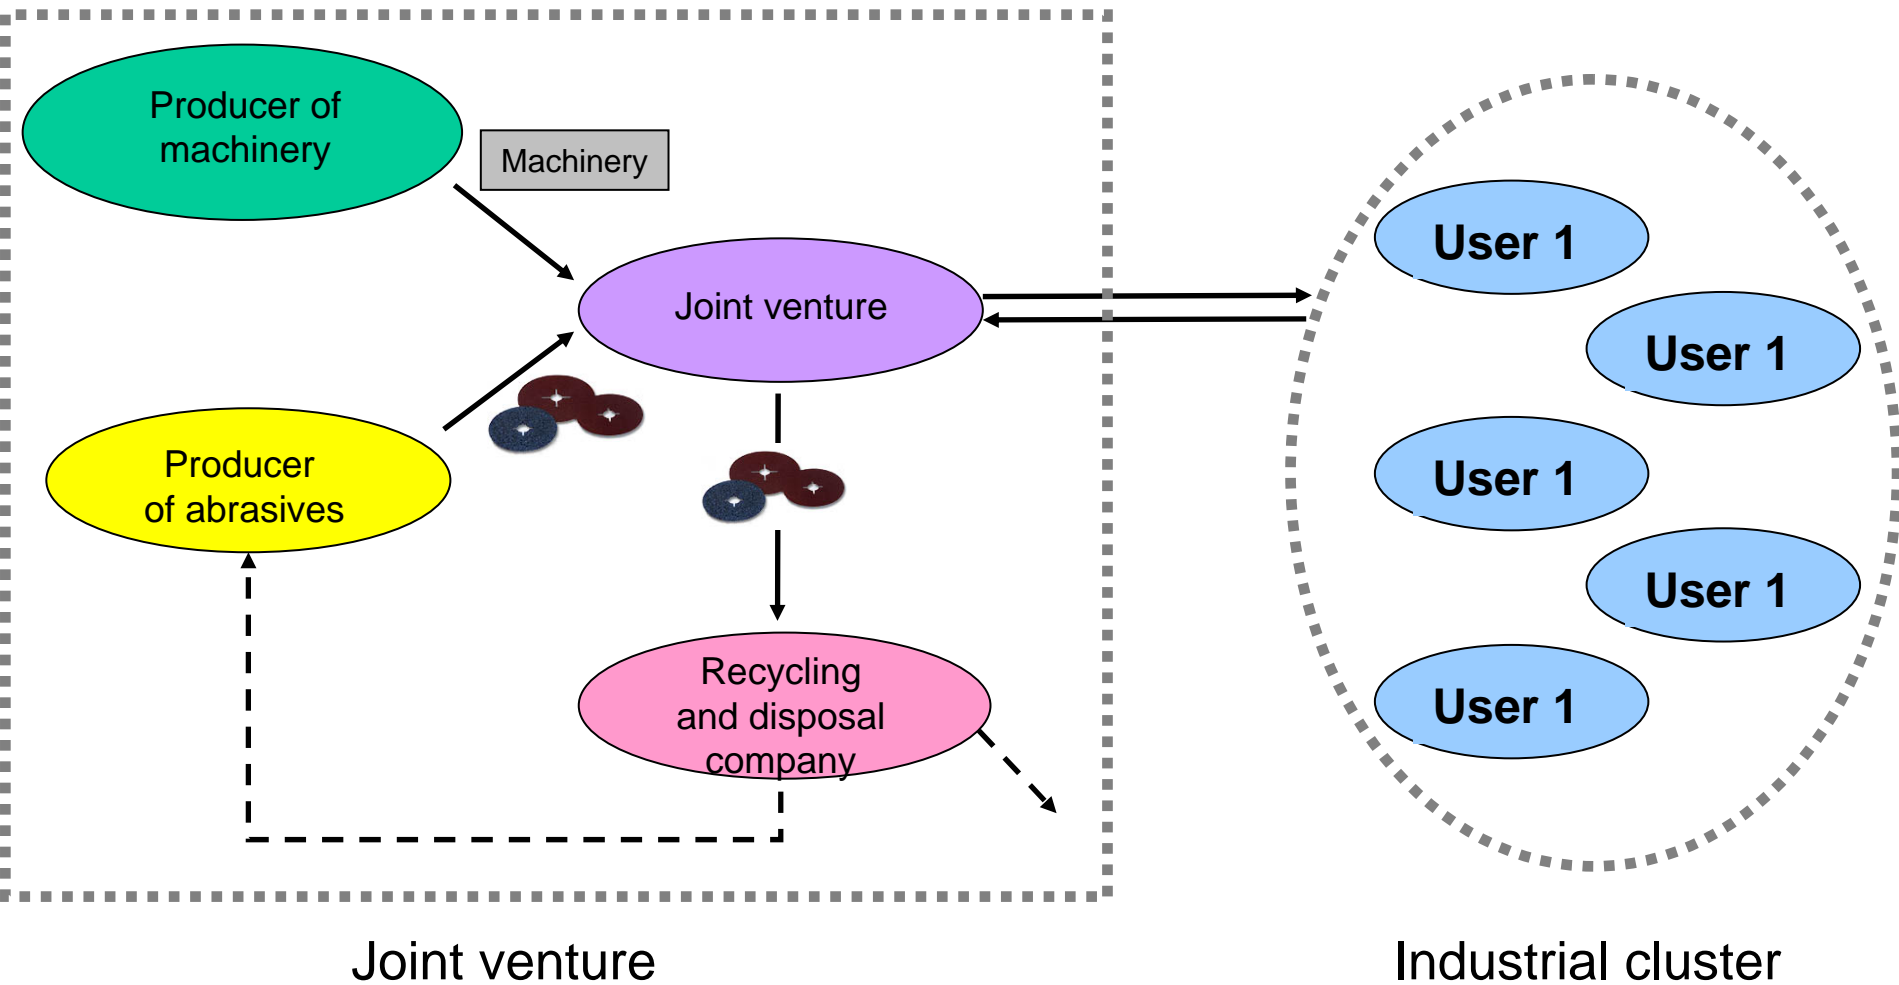 Producer of
machinery
Machinery
Joint venture
Producer
of abrasives
Recycling
and disposal
company
User 1
User 1
User 1
User 1
User 1
Joint venture
Industrial cluster